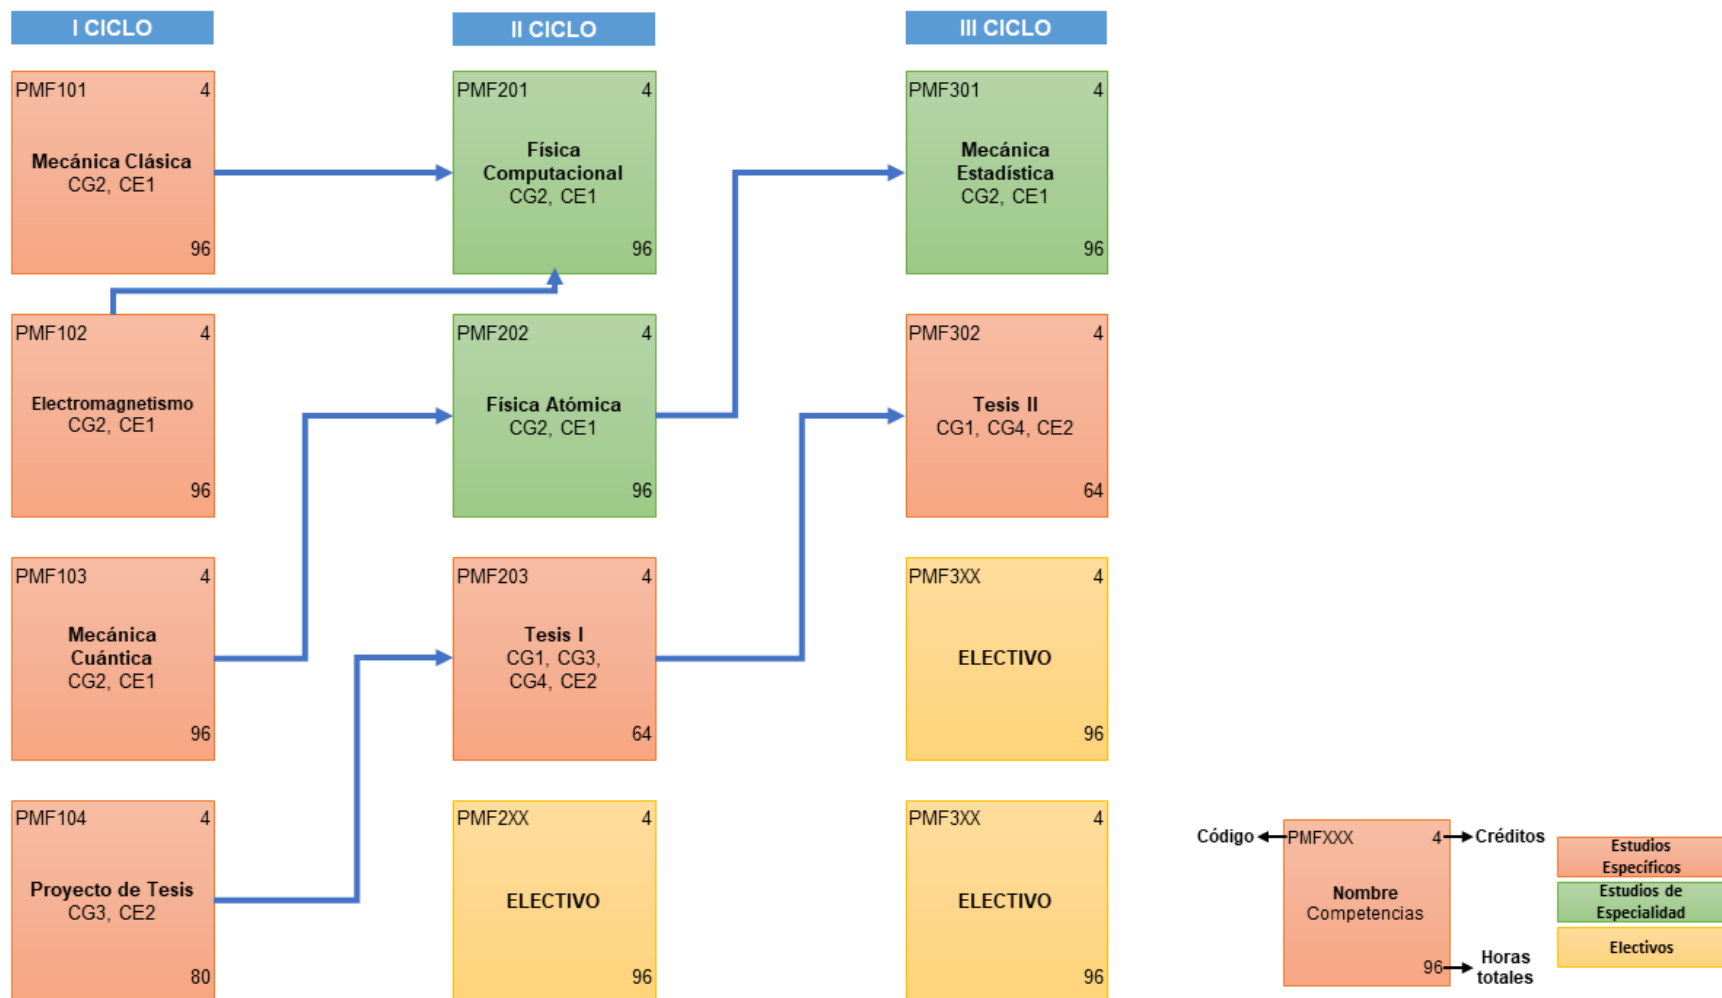 I CICLO
II CICLO
III CICLO
PMF101 4
Mecánica Clásica
CG2, CE1
96
PMF201 4
Física
Computacional
CG2, CE1
96
PMF301 4
Mecánica
Estadística
CG2, CE1
96
PMF102 4
Electromagnetismo
CG2, CE1
96
PMF202 4
Física Atómica
CG2, CE1
96
PMF302 4
Tesis II
CG1, CG4, CE2
64
PMF103 4
Mecánica
Cuántica
CG2, CE1
96
PMF203 4
Tesis I
CG1, CG3,
CG4, CE2
64
PMF3XX 4
ELECTIVO
96
PMF104 4
Proyecto de Tesis
CG3, CE2
80
PMF2XX 4
ELECTIVO
96
PMF3XX 4
ELECTIVO
96
Código PMFXXX 4 Créditos
Nombre
Competencias
96 Horas
totales
Estudios
Específicos
Estudios de
Especialidad
Electivos